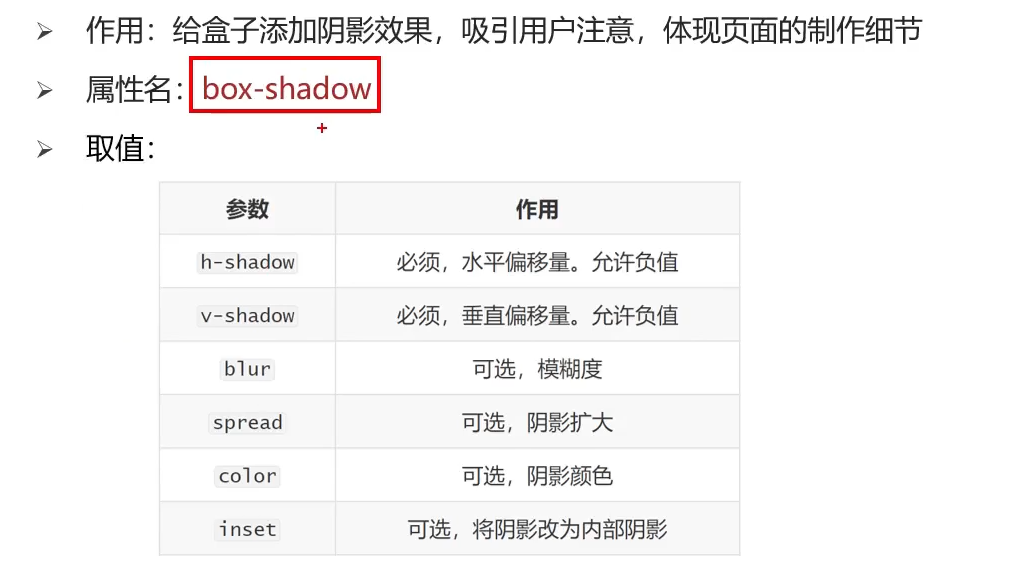 作用：给盒子添加阴影效果，吸引用户注意，体现页面的制作细节
属性名：box-shadow
取值：
参数 作用
h-shadow 必须，水平偏移量。允许负值
v-shadow 必须，垂直偏移量。允许负值
blur 可选，模糊度
spread 可选，阴影扩大
color 可选，阴影颜色
inset 可选，将阴影改为内部阴影